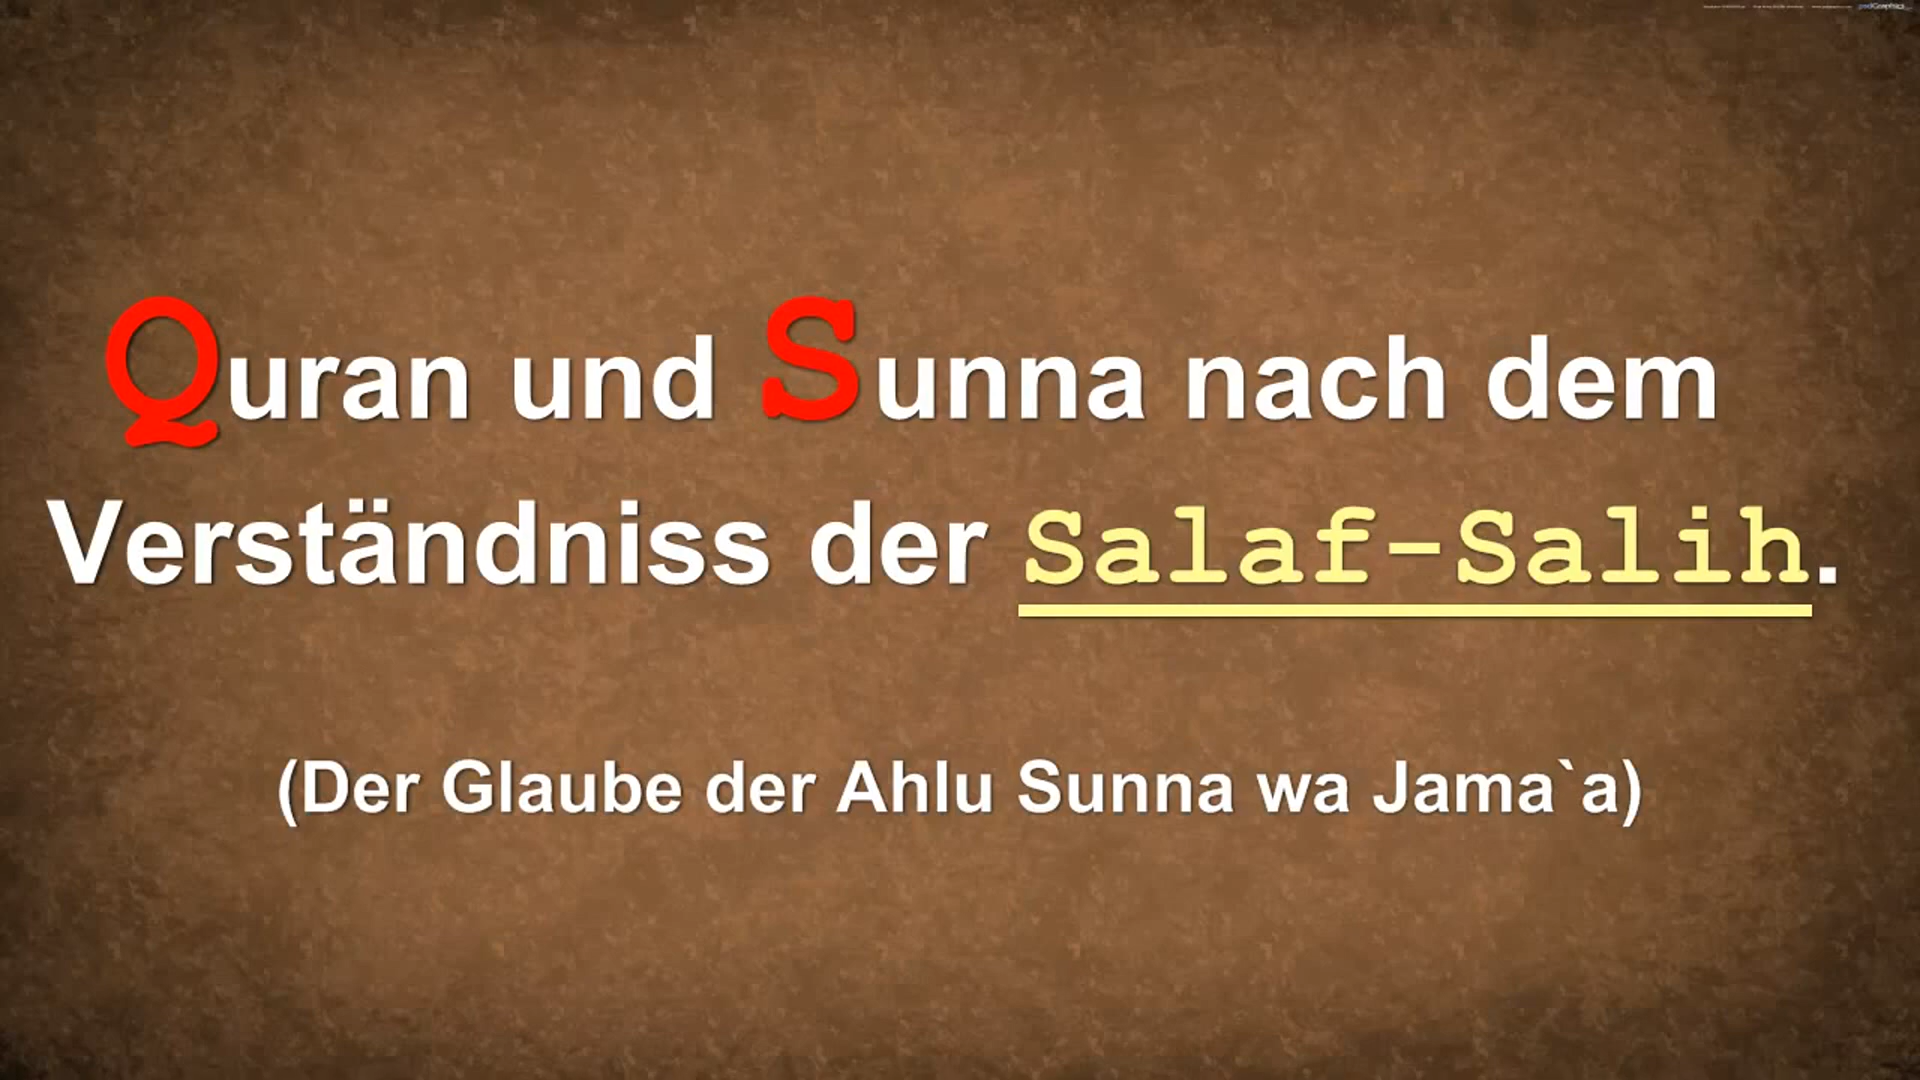 Quran und Sunna nach dem
Verständniss der Salaf-Salih.
(Der Glaube der Ahlu Sunna wa Jama`a)